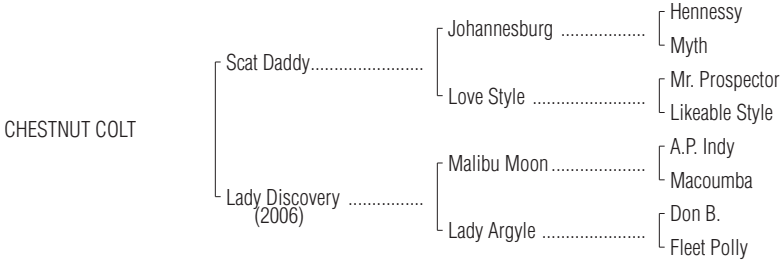 Hennessy
Johannesburg ....................
Myth
Scat Daddy.......................
Mr. Prospector
Love Style ........................
Likeable Style
CHESTNUT COLT
A.P. Indy
Malibu Moon....................
Macoumba
Lady Discovery ................
(2006)
Don B.
Lady Argyle ......................
Fleet Polly